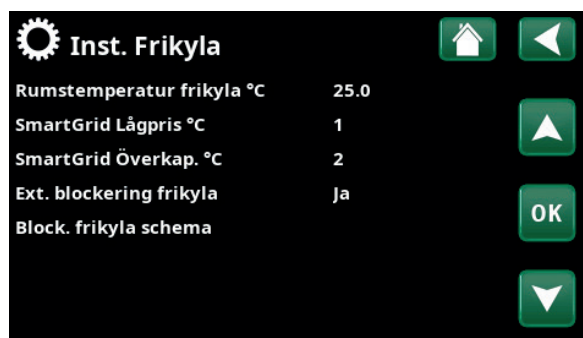 Inst. Frikyla
Rumstemperatur frikyla °C 25.0
SmartGrid Lågpris °C 1
SmartGrid Överkap. °C 2
Ext. blockering frikyla Ja
Block. frikyla schema
OK